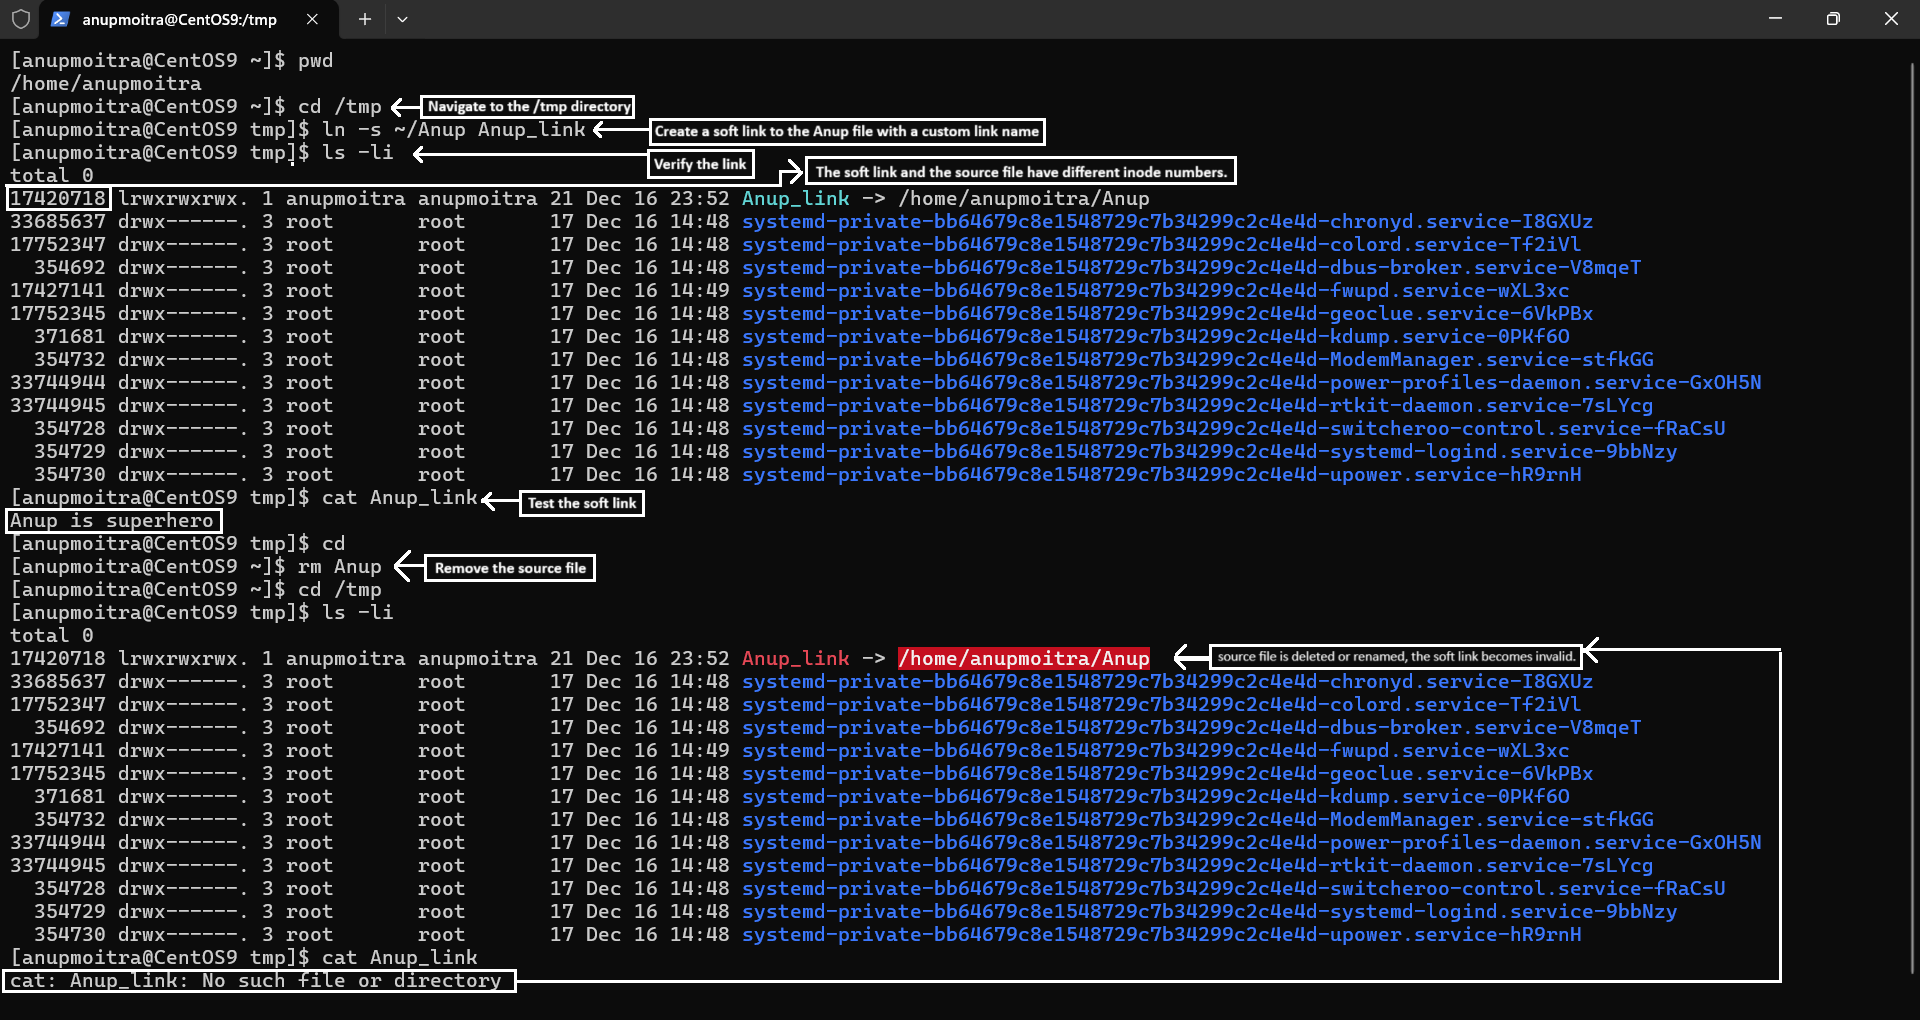 anupmoitra@CentOS9:/tmp
[anupmoitra@CentOS9 ~]$ pwd
/home/anupmoitra
[anupmoitra@CentOS9 ~]$ cd /tmp Navigate to the /tmp directory
[anupmoitra@CentOS9 tmp]$ ln -s ~/Anup Anup_link Create a soft link to the Anup file with a custom link name
[anupmoitra@CentOS9 tmp]$ ls -li Verify the link
total 0 The soft link and the source file have different inode numbers.
17420718 lrwxrwxrwx. 1 anupmoitra anupmoitra 21 Dec 16 23:52 Anup_link -> /home/anupmoitra/Anup
33685637 drwx------. 3 root root 17 Dec 16 14:48 systemd-private-bb64679c8e1548729c7b34299c2c4e4d-chronyd.service-I8GXUz
17752347 drwx------. 3 root root 17 Dec 16 14:48 systemd-private-bb64679c8e1548729c7b34299c2c4e4d-colord.service-Tf2iVl
354692 drwx------. 3 root root 17 Dec 16 14:48 systemd-private-bb64679c8e1548729c7b34299c2c4e4d-dbus-broker.service-V8mqeT
17427141 drwx------. 3 root root 17 Dec 16 14:49 systemd-private-bb64679c8e1548729c7b34299c2c4e4d-fwupd.service-wXL3xc
17752345 drwx------. 3 root root 17 Dec 16 14:48 systemd-private-bb64679c8e1548729c7b34299c2c4e4d-geoclue.service-6VkPBx
371681 drwx------. 3 root root 17 Dec 16 14:48 systemd-private-bb64679c8e1548729c7b34299c2c4e4d-kdump.service-0PKf6O
354732 drwx------. 3 root root 17 Dec 16 14:48 systemd-private-bb64679c8e1548729c7b34299c2c4e4d-ModemManager.service-stfkGG
33744944 drwx------. 3 root root 17 Dec 16 14:48 systemd-private-bb64679c8e1548729c7b34299c2c4e4d-power-profiles-daemon.service-GxOH5N
33744945 drwx------. 3 root root 17 Dec 16 14:48 systemd-private-bb64679c8e1548729c7b34299c2c4e4d-rtkit-daemon.service-7sLYcg
354728 drwx------. 3 root root 17 Dec 16 14:48 systemd-private-bb64679c8e1548729c7b34299c2c4e4d-switcheroo-control.service-fRaCsU
354729 drwx------. 3 root root 17 Dec 16 14:48 systemd-private-bb64679c8e1548729c7b34299c2c4e4d-systemd-logind.service-9bbNzy
354730 drwx------. 3 root root 17 Dec 16 14:48 systemd-private-bb64679c8e1548729c7b34299c2c4e4d-upower.service-hR9rnH
[anupmoitra@CentOS9 tmp]$ cat Anup_link Test the soft link
Anup is superhero
[anupmoitra@CentOS9 tmp]$ cd
[anupmoitra@CentOS9 ~]$ rm Anup Remove the source file
[anupmoitra@CentOS9 ~]$ cd /tmp
[anupmoitra@CentOS9 tmp]$ ls -li
total 0
17420718 lrwxrwxrwx. 1 anupmoitra anupmoitra 21 Dec 16 23:52 Anup_link -> /home/anupmoitra/Anup source file is deleted or renamed, the soft link becomes invalid.
33685637 drwx------. 3 root root 17 Dec 16 14:48 systemd-private-bb64679c8e1548729c7b34299c2c4e4d-chronyd.service-I8GXUz
17752347 drwx------. 3 root root 17 Dec 16 14:48 systemd-private-bb64679c8e1548729c7b34299c2c4e4d-colord.service-Tf2iVl
354692 drwx------. 3 root root 17 Dec 16 14:48 systemd-private-bb64679c8e1548729c7b34299c2c4e4d-dbus-broker.service-V8mqeT
17427141 drwx------. 3 root root 17 Dec 16 14:49 systemd-private-bb64679c8e1548729c7b34299c2c4e4d-fwupd.service-wXL3xc
17752345 drwx------. 3 root root 17 Dec 16 14:48 systemd-private-bb64679c8e1548729c7b34299c2c4e4d-geoclue.service-6VkPBx
371681 drwx------. 3 root root 17 Dec 16 14:48 systemd-private-bb64679c8e1548729c7b34299c2c4e4d-kdump.service-0PKf6O
354732 drwx------. 3 root root 17 Dec 16 14:48 systemd-private-bb64679c8e1548729c7b34299c2c4e4d-ModemManager.service-stfkGG
33744944 drwx------. 3 root root 17 Dec 16 14:48 systemd-private-bb64679c8e1548729c7b34299c2c4e4d-power-profiles-daemon.service-GxOH5N
33744945 drwx------. 3 root root 17 Dec 16 14:48 systemd-private-bb64679c8e1548729c7b34299c2c4e4d-rtkit-daemon.service-7sLYcg
354728 drwx------. 3 root root 17 Dec 16 14:48 systemd-private-bb64679c8e1548729c7b34299c2c4e4d-switcheroo-control.service-fRaCsU
354729 drwx------. 3 root root 17 Dec 16 14:48 systemd-private-bb64679c8e1548729c7b34299c2c4e4d-systemd-logind.service-9bbNzy
354730 drwx------. 3 root root 17 Dec 16 14:48 systemd-private-bb64679c8e1548729c7b34299c2c4e4d-upower.service-hR9rnH
[anupmoitra@CentOS9 tmp]$ cat Anup_link
cat: Anup_link: No such file or directory